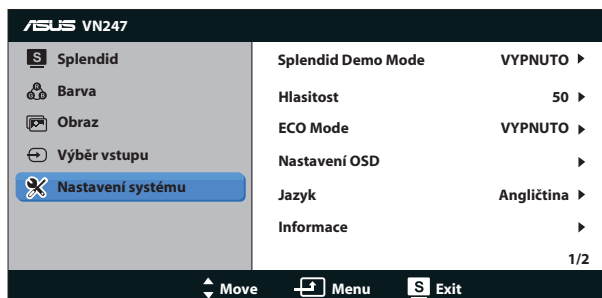 ASUS VN247
S Splendid
Barva
Obraz
Výběr vstupu
Nastavení systému
Splendid Demo Mode VYPNUTO
Hlasitost 50
ECO Mode VYPNUTO
Nastavení OSD
Jazyk Angličtina
Informace
1/2
Move Menu S Exit